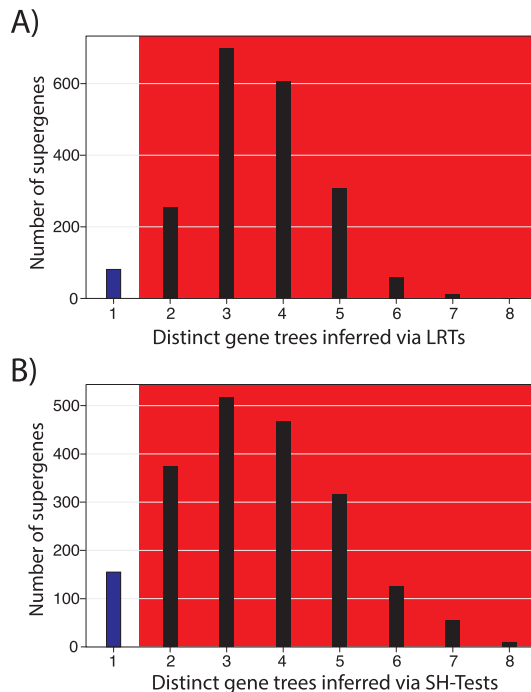 A)
Number of supergenes
600
400
200
0
1 2 3 4 5 6 7 8
Distinct gene trees inferred via LRTs
B)
Number of supergenes
500
400
300
200
100
0
1 2 3 4 5 6 7 8
Distinct gene trees inferred via SH-Tests